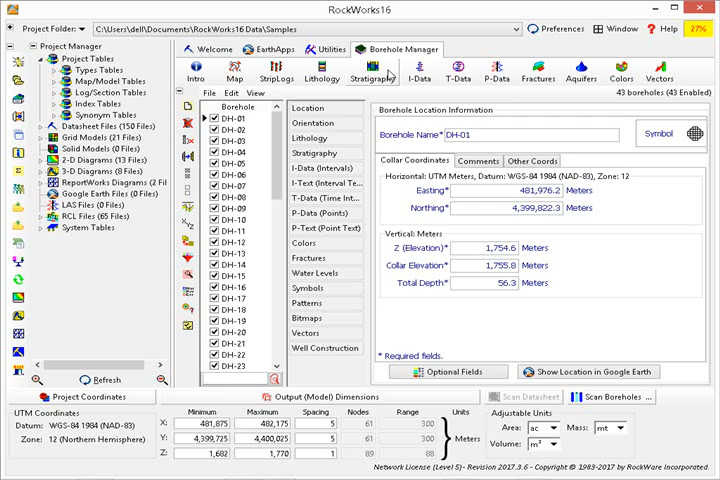 RockWorks16
Project Folder: C:\Users\dell\Documents\RockWorks16 Data\Samples Preferences Window Help 27%
Project Manager
Project Tables
Types Tables
Map/Model Tables
Log/Section Tables
Index Tables
Synonym Tables
Datasheet Files (150 Files)
Grid Models (21 Files)
Solid Models (0 Files)
2-D Diagrams (13 Files)
3-D Diagrams (8 Files)
ReportWorks Diagrams (2 Fil
Google Earth Files (0 Files)
LAS Files (0 Files)
RCL Files (65 Files)
System Tables
Refresh
Welcome EarthApps Utilities Borehole Manager
Intro Map StripLogs Lithology Stratigraphy I-Data T-Data P-Data Fractures Aquifers Colors Vectors
File Edit View 43 boreholes (43 Enabled)
Borehole
DH-01
DH-02
DH-03
DH-04
DH-05
DH-06
DH-07
DH-08
DH-09
DH-10
DH-11
DH-12
DH-13
DH-14
DH-15
DH-16
DH-17
DH-18
DH-19
DH-20
DH-21
DH-22
DH-23
Location
Orientation
Lithology
Stratigraphy
I-Data (Intervals)
I-Text (Interval Te...
T-Data (Time Int...
P-Data (Points)
P-Text (Point Text)
Colors
Fractures
Water Levels
Symbols
Patterns
Bitmaps
Vectors
Well Construction
Borehole Location Information
Borehole Name* DH-01 Symbol
Collar Coordinates Comments Other Coords
Horizontal: UTM Meters, Datum: WGS-84 1984 (NAD-83), Zone: 12
Easting* 481,976.2 Meters
Northing* 4,399,822.3 Meters
Vertical: Meters
Z (Elevation)* 1,754.6 Meters
Collar Elevation* 1,755.8 Meters
Total Depth* 56.3 Meters
* Required fields.
Optional Fields Show Location in Google Earth
Project Coordinates Output (Model) Dimensions Scan Datasheet Scan Boreholes ...
UTM Coordinates
Datum: WGS-84 1984 (NAD-83)
Zone: 12 (Northern Hemisphere)
Minimum Maximum Spacing Nodes Range Units
X: 481,875 482,175 5 61 300
Y: 4,399,725 4,400,025 5 61 300 Meters
Z: 1,682 1,770 1 89 88
Adjustable Units
Area: ac Mass: mt
Volume: m³
Network License (Level 5)- Revision 2017.3.6 - Copyright © 1983-2017 by RockWare Incorporated.